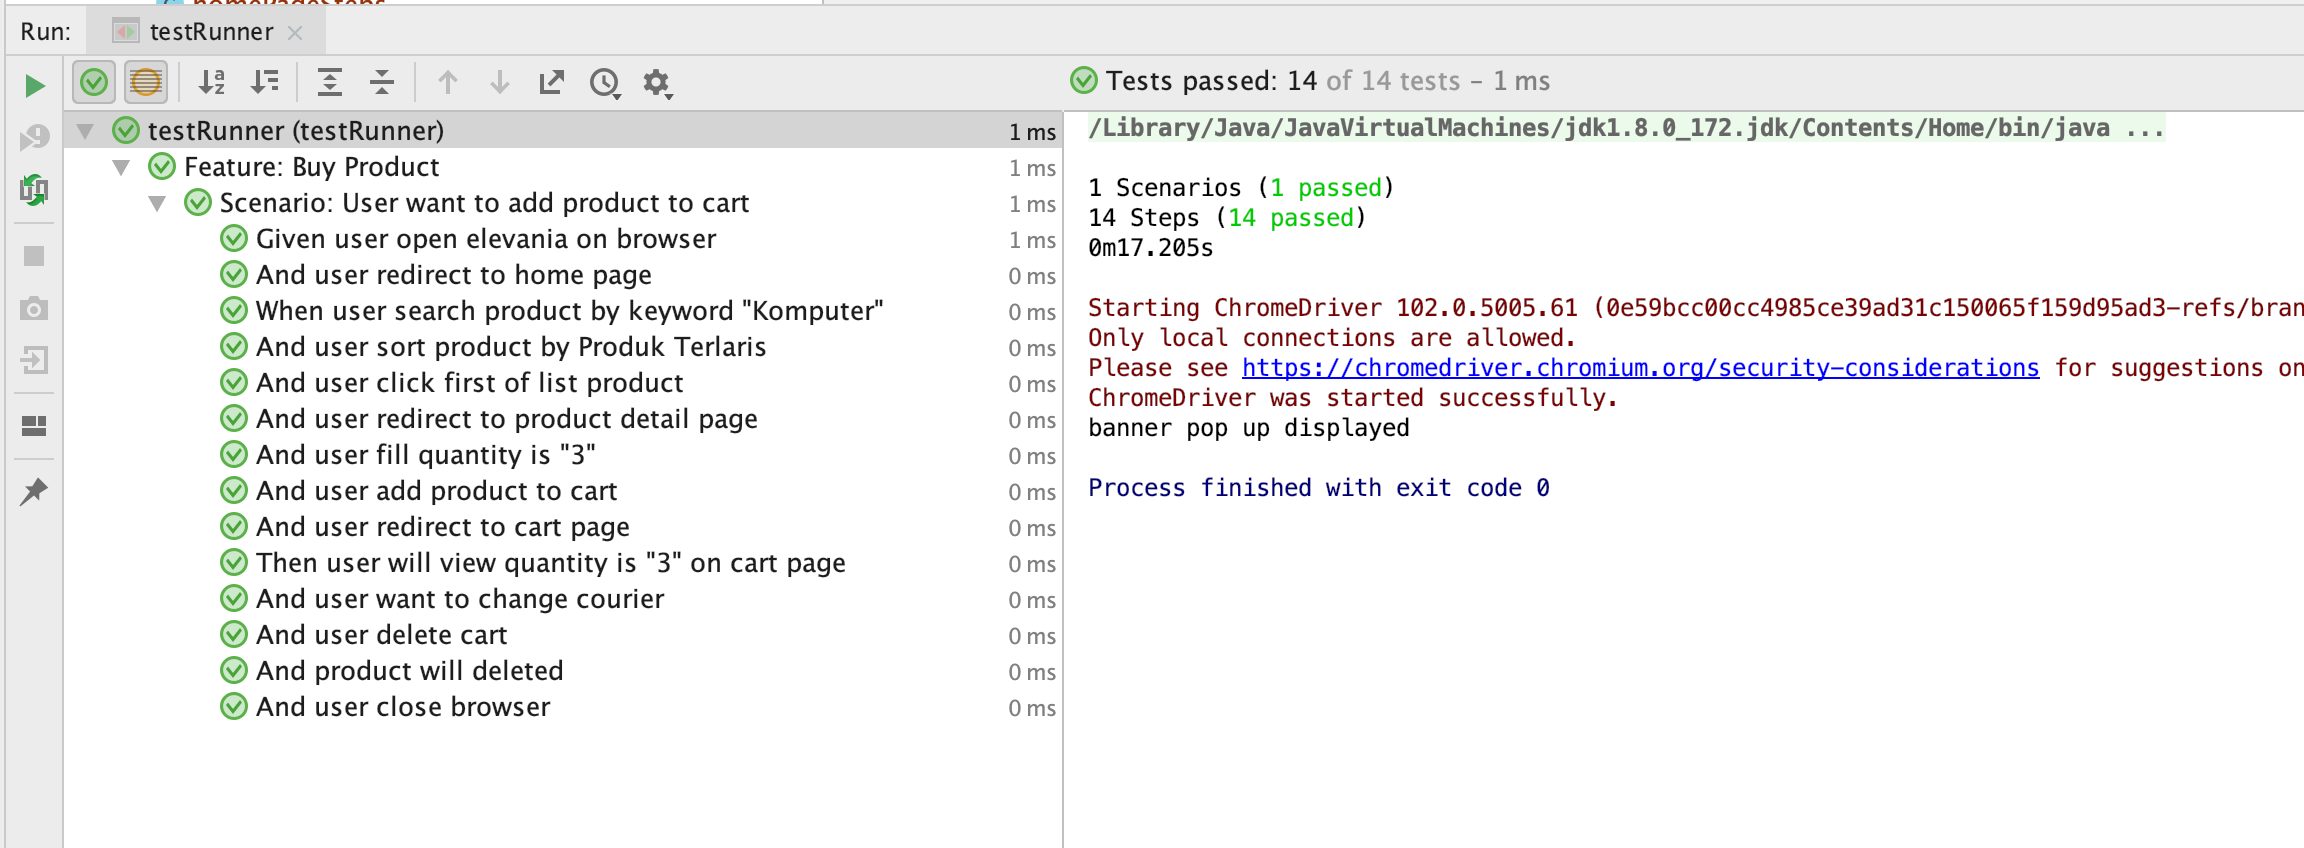 homePageSteps
Run: testRunner
Tests passed: 14 of 14 tests – 1 ms
testRunner (testRunner) 1 ms
Feature: Buy Product 1 ms
Scenario: User want to add product to cart 1 ms
Given user open elevania on browser 1 ms
And user redirect to home page 0 ms
When user search product by keyword "Komputer" 0 ms
And user sort product by Produk Terlaris 0 ms
And user click first of list product 0 ms
And user redirect to product detail page 0 ms
And user fill quantity is "3" 0 ms
And user add product to cart 0 ms
And user redirect to cart page 0 ms
Then user will view quantity is "3" on cart page 0 ms
And user want to change courier 0 ms
And user delete cart 0 ms
And product will deleted 0 ms
And user close browser 0 ms
/Library/Java/JavaVirtualMachines/jdk1.8.0_172.jdk/Contents/Home/bin/java ...
1 Scenarios (1 passed)
14 Steps (14 passed)
0m17.205s
Starting ChromeDriver 102.0.5005.61 (0e59bcc00cc4985ce39ad31c150065f159d95ad3-refs/bran
Only local connections are allowed.
Please see https://chromedriver.chromium.org/security-considerations for suggestions on
ChromeDriver was started successfully.
banner pop up displayed
Process finished with exit code 0